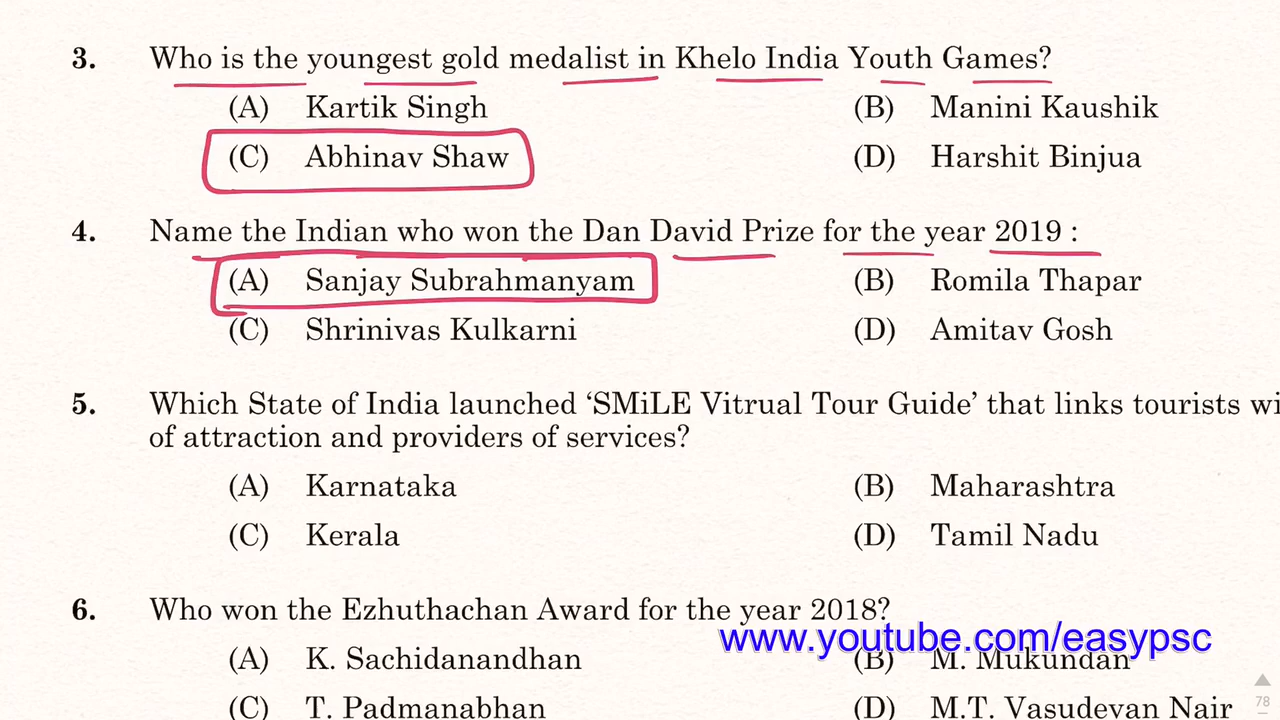 3. Who is the youngest gold medalist in Khelo India Youth Games?
(A) Kartik Singh (B) Manini Kaushik
(C) Abhinav Shaw (D) Harshit Binjua
4. Name the Indian who won the Dan David Prize for the year 2019 :
(A) Sanjay Subrahmanyam (B) Romila Thapar
(C) Shrinivas Kulkarni (D) Amitav Gosh
5. Which State of India launched ‘SMiLE Vitrual Tour Guide’ that links tourists wi
of attraction and providers of services?
(A) Karnataka (B) Maharashtra
(C) Kerala (D) Tamil Nadu
6. Who won the Ezhuthachan Award for the year 2018?
www.youtube.com/easypsc
(A) K. Sachidanandhan (B) M. Mukundan
(C) T. Padmanabhan (D) M.T. Vasudevan Nair
78